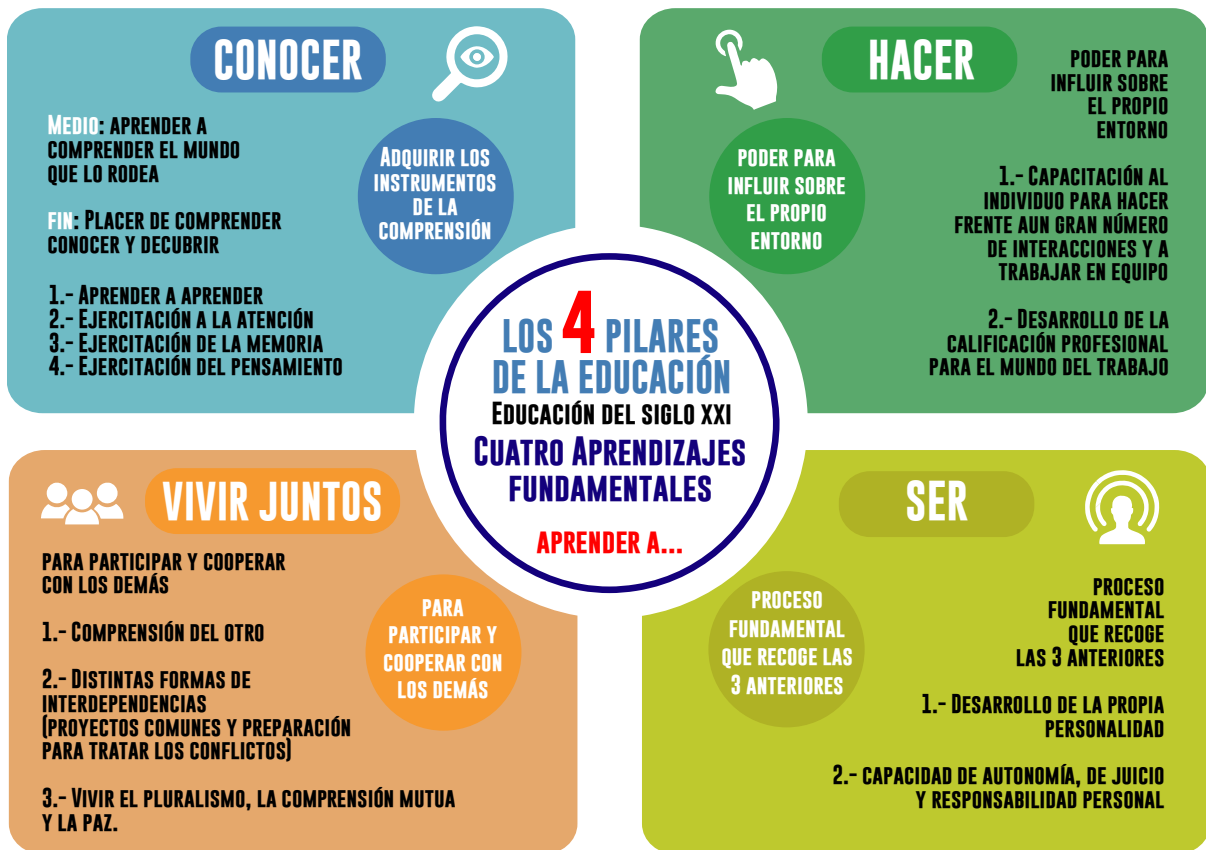 CONOCER
MEDIO: APRENDER A
COMPRENDER EL MUNDO
QUE LO RODEA
FIN: PLACER DE COMPRENDER
CONOCER Y DECUBRIR
1.- APRENDER A APRENDER
2.- EJERCITACIÓN A LA ATENCIÓN
3.- EJERCITACIÓN DE LA MEMORIA
4.- EJERCITACIÓN DEL PENSAMIENTO
ADQUIRIR LOS
INSTRUMENTOS
DE LA
COMPRENSIÓN
HACER
PODER PARA
INFLUIR SOBRE
EL PROPIO
ENTORNO
PODER PARA
INFLUIR SOBRE
EL PROPIO
ENTORNO
1.- CAPACITACIÓN AL
INDIVIDUO PARA HACER
FRENTE AUN GRAN NÚMERO
DE INTERACCIONES Y A
TRABAJAR EN EQUIPO
2.- DESARROLLO DE LA
CALIFICACIÓN PROFESIONAL
PARA EL MUNDO DEL TRABAJO
LOS 4 PILARES
DE LA EDUCACIÓN
EDUCACIÓN DEL SIGLO XXI
CUATRO APRENDIZAJES
FUNDAMENTALES
APRENDER A...
VIVIR JUNTOS
PARA PARTICIPAR Y COOPERAR
CON LOS DEMÁS
1.- COMPRENSIÓN DEL OTRO
2.- DISTINTAS FORMAS DE
INTERDEPENDENCIAS
(PROYECTOS COMUNES Y PREPARACIÓN
PARA TRATAR LOS CONFLICTOS)
3.- VIVIR EL PLURALISMO, LA COMPRENSIÓN MUTUA
Y LA PAZ.
PARA
PARTICIPAR Y
COOPERAR CON
LOS DEMÁS
SER
PROCESO
FUNDAMENTAL
QUE RECOGE LAS
3 ANTERIORES
PROCESO
FUNDAMENTAL
QUE RECOGE
LAS 3 ANTERIORES
1.- DESARROLLO DE LA PROPIA
PERSONALIDAD
2.- CAPACIDAD DE AUTONOMÍA, DE JUICIO
Y RESPONSABILIDAD PERSONAL